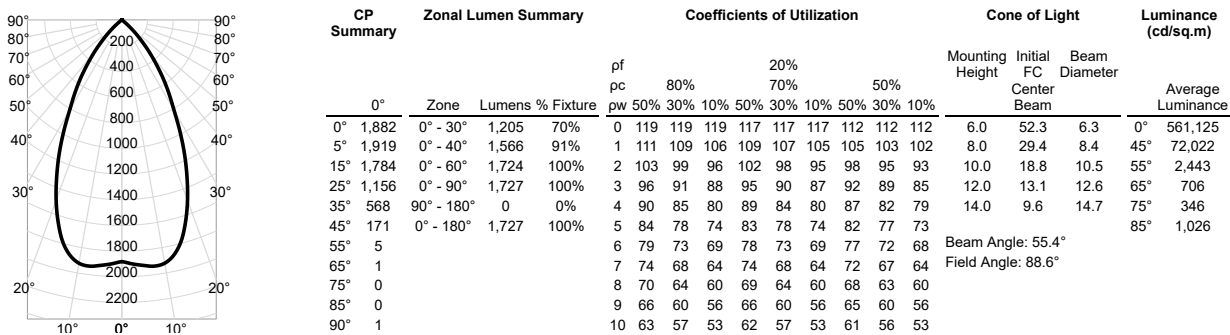 90° 90°
80° 80°
70° 70°
60° 60°
50° 50°
40° 40°
30° 30°
20° 20°
10° 0° 10°
200
400
600
800
1000
1200
1400
1600
1800
2000
2200
CP Summary
0°
0° 1,882
5° 1,919
15° 1,784
25° 1,156
35° 568
45° 171
55° 5
65° 1
75° 0
85° 0
90° 1
Zonal Lumen Summary
Zone Lumens % Fixture
0° - 30° 1,205 70%
0° - 40° 1,566 91%
0° - 60° 1,724 100%
0° - 90° 1,727 100%
90° - 180° 0 0%
0° - 180° 1,727 100%
Coefficients of Utilization
ρf 20%
ρc 80% 70% 50%
ρw 50% 30% 10% 50% 30% 10% 50% 30% 10%
0 119 119 119 117 117 117 112 112 112
1 111 109 106 109 107 105 105 103 102
2 103 99 96 102 98 95 98 95 93
3 96 91 88 95 90 87 92 89 85
4 90 85 80 89 84 80 87 82 79
5 84 78 74 83 78 74 82 77 73
6 79 73 69 78 73 69 77 72 68
7 74 68 64 74 68 64 72 67 64
8 70 64 60 69 64 60 68 63 60
9 66 60 56 66 60 56 65 60 56
10 63 57 53 62 57 53 61 56 53
Cone of Light
Mounting Height Initial FC Center Beam Beam Diameter
6.0 52.3 6.3
8.0 29.4 8.4
10.0 18.8 10.5
12.0 13.1 12.6
14.0 9.6 14.7
Beam Angle: 55.4°
Field Angle: 88.6°
Luminance
(cd/sq.m)
Average
Luminance
0° 561,125
45° 72,022
55° 2,443
65° 706
75° 346
85° 1,026